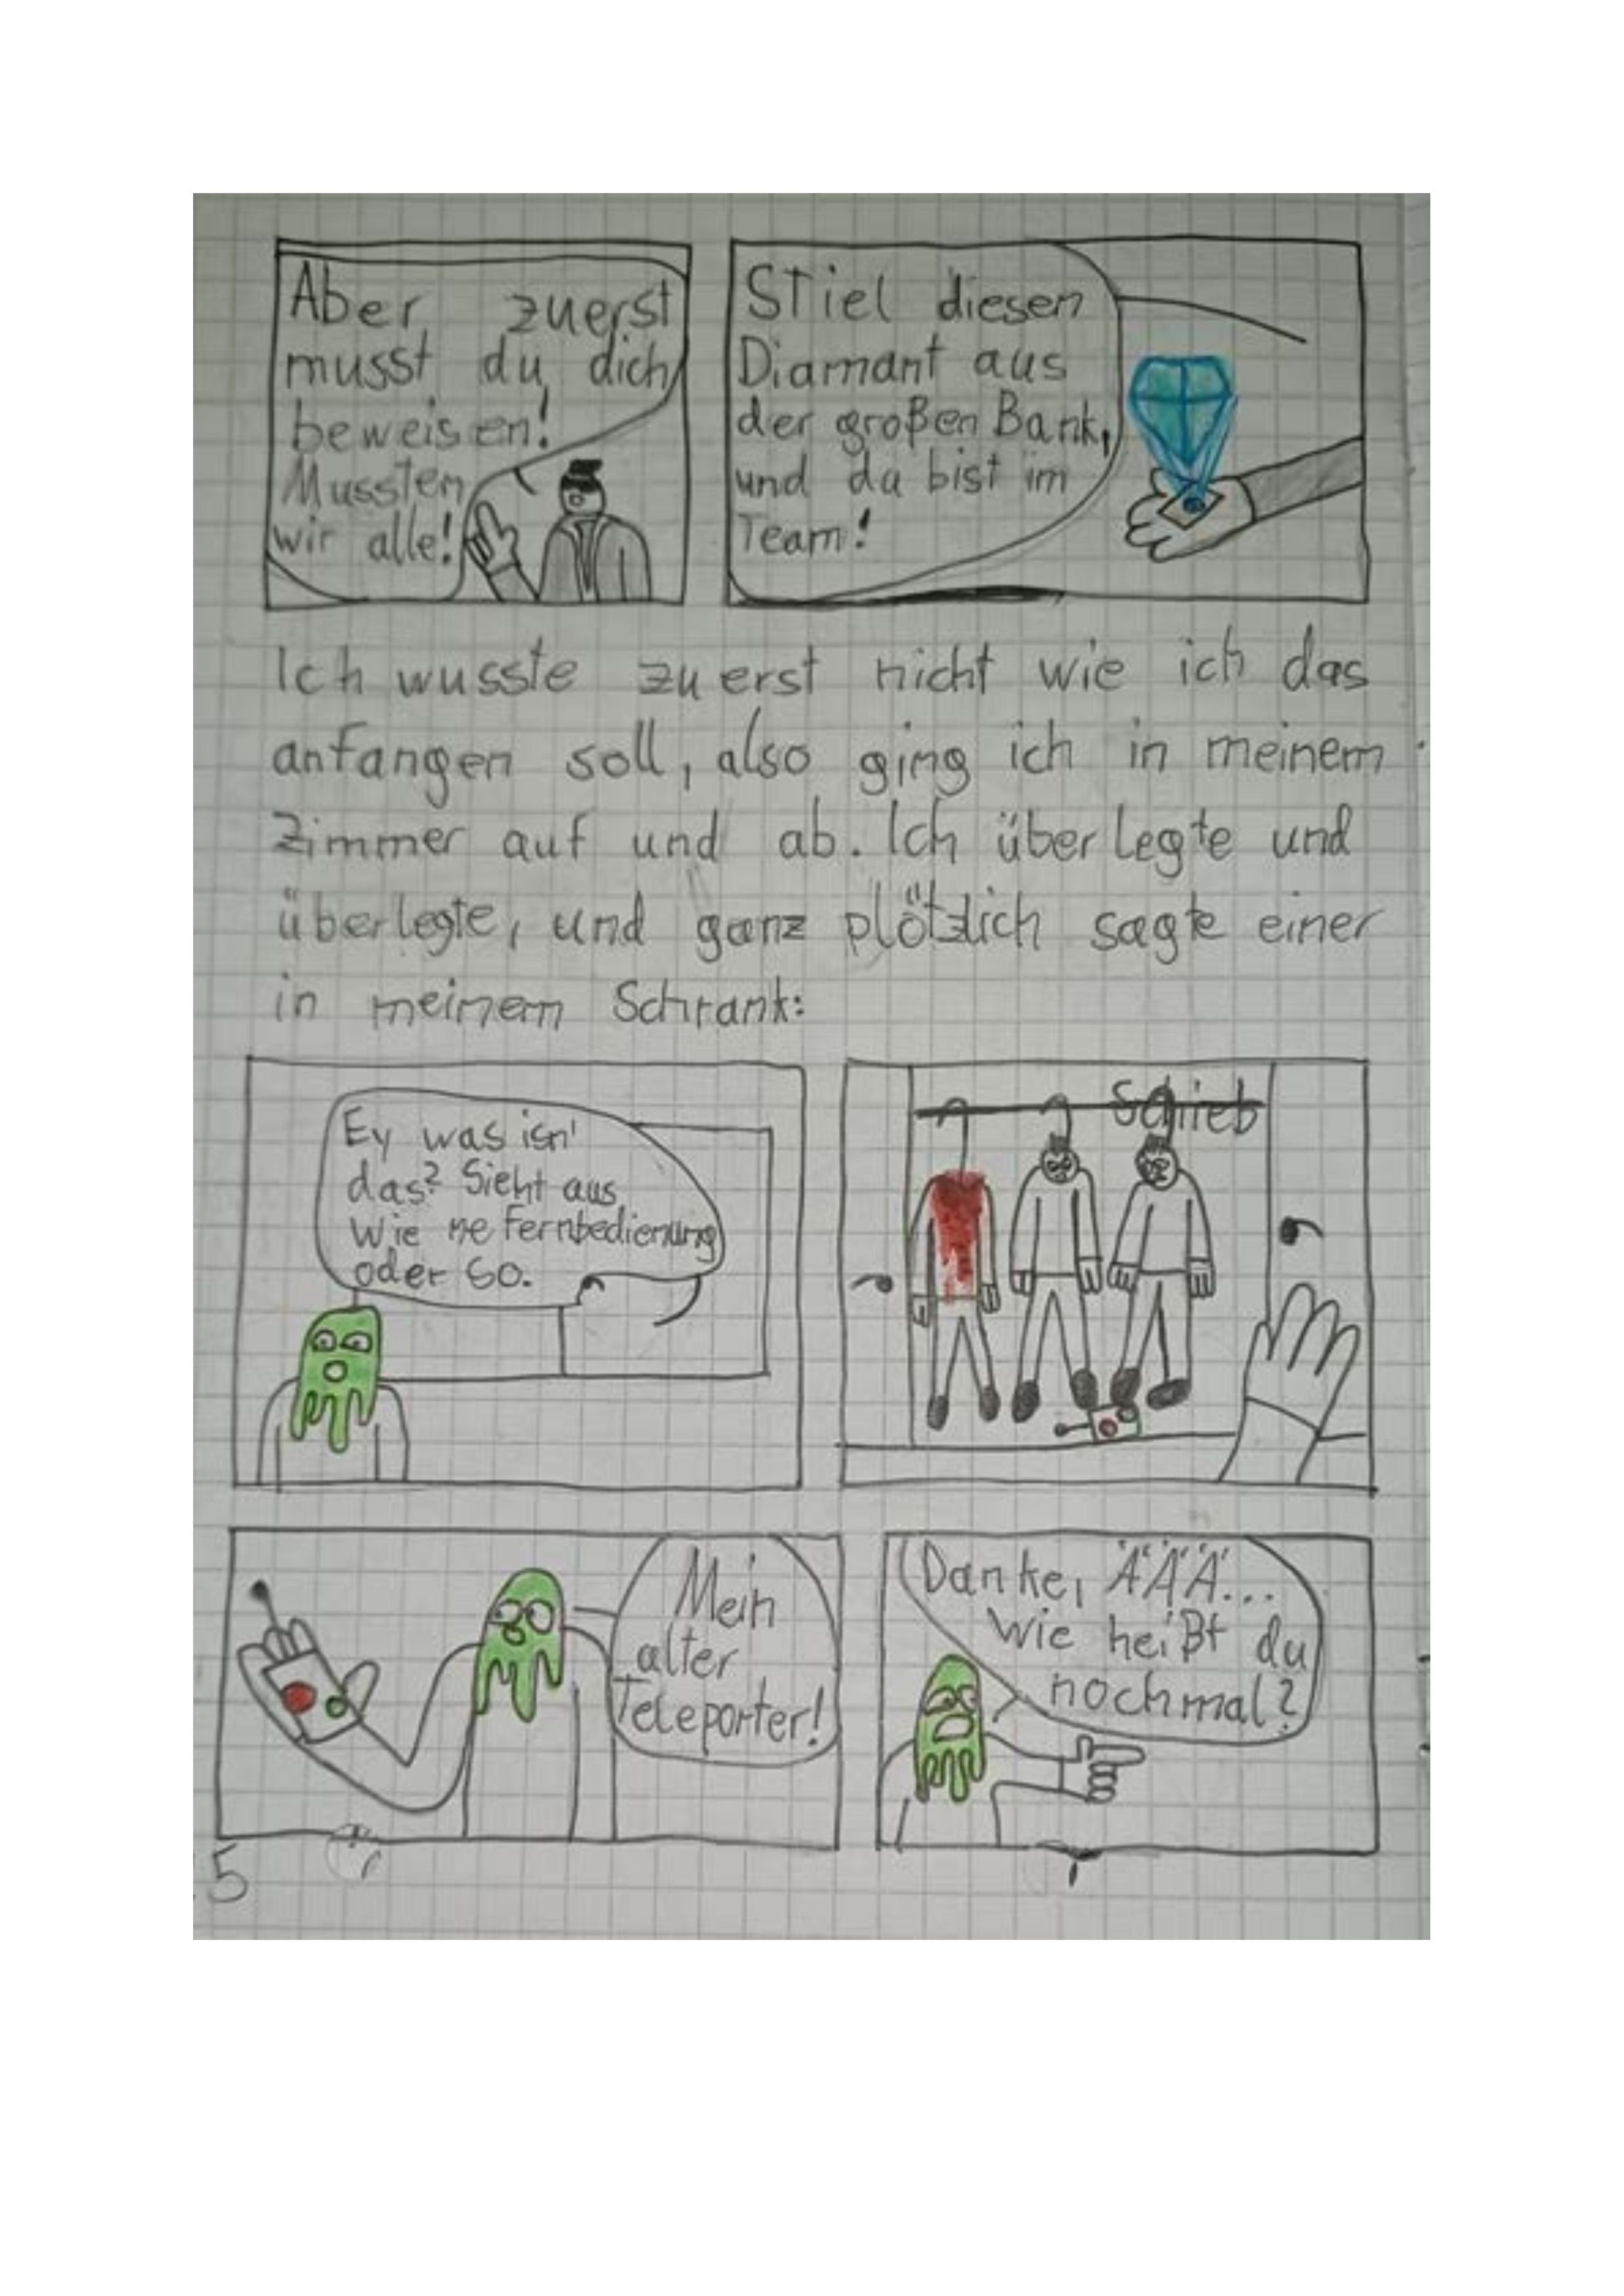 Aber zuerst
musst du dich
beweisen!
Mussten
wir alle!
Stiel diesen
Diamant aus
der großen Bank,
und da bist im
Team!
Ich wusste zuerst nicht wie ich das
anfangen soll, also ging ich in meinem
Zimmer auf und ab. Ich überlegte und
überlegte, und ganz plötzlich sagte einer
in meinem Schrank:
Ey was isn'
das? Sieht aus
wie ne Fernbedienung
oder so.
Schieb
Mein
alter
Teleporter!
Danke, ÄÄÄ...
Wie heißt du
nochmal?
5